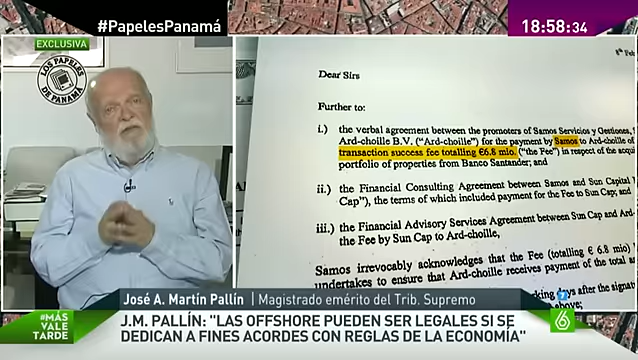 #PapelesPanamá
18:58:34
EXCLUSIVA
LOS PAPELES
DE PANAMÁ
Dear Sirs
Further to:
i.) the verbal agreement between the promoters of Samos Servicios y Gestiones,
Ard-choille B.V. ("Ard-choille") for the payment by Samos to Ard-choille of
transaction success fee totalling €6.8 mio. ("the Fee") in respect of the
portfolio of properties from Banco Santander; and
ii.) the Financial Consulting Agreement between Samos and Sun Capital
Cap"), the terms of which included payment for the Fee to Sun Cap, and
iii.) the Financial Advisory Services Agreement between Sun Cap and Ard
the Fee by Sun Cap to Ard-choille,
Samos irrevocably acknowledges that the Fee (totalling € 6.8 mio)
undertakes to ensure that Ard-choille receives payment of the total
days after the
above;
José A. Martín Pallín | Magistrado emérito del Trib. Supremo
#MÁS
VALE
TARDE
J.M. PALLÍN: "LAS OFFSHORE PUEDEN SER LEGALES SI SE
DEDICAN A FINES ACORDES CON REGLAS DE LA ECONOMÍA"
6